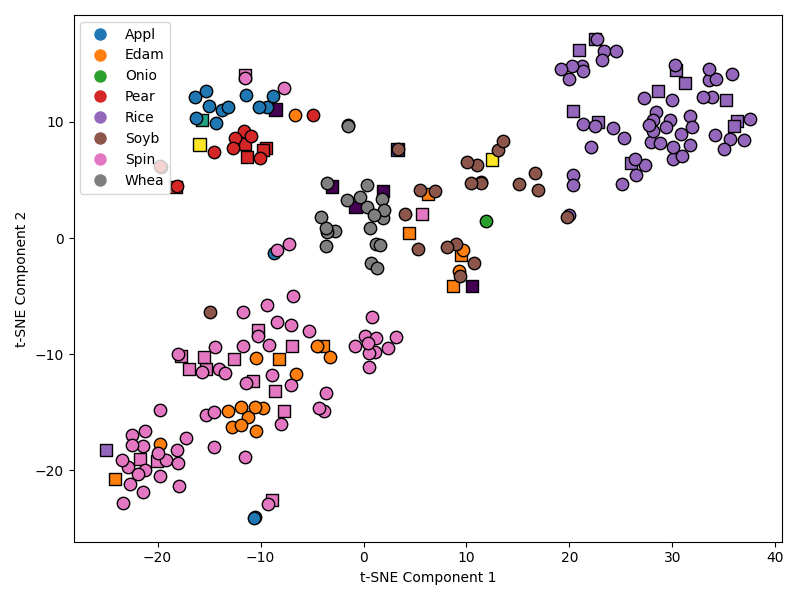 Appl
Edam
Onio
Pear
Rice
Soyb
Spin
Whea
t-SNE Component 2
10
0
−10
−20
−20
−10
0
10
20
30
40
t-SNE Component 1